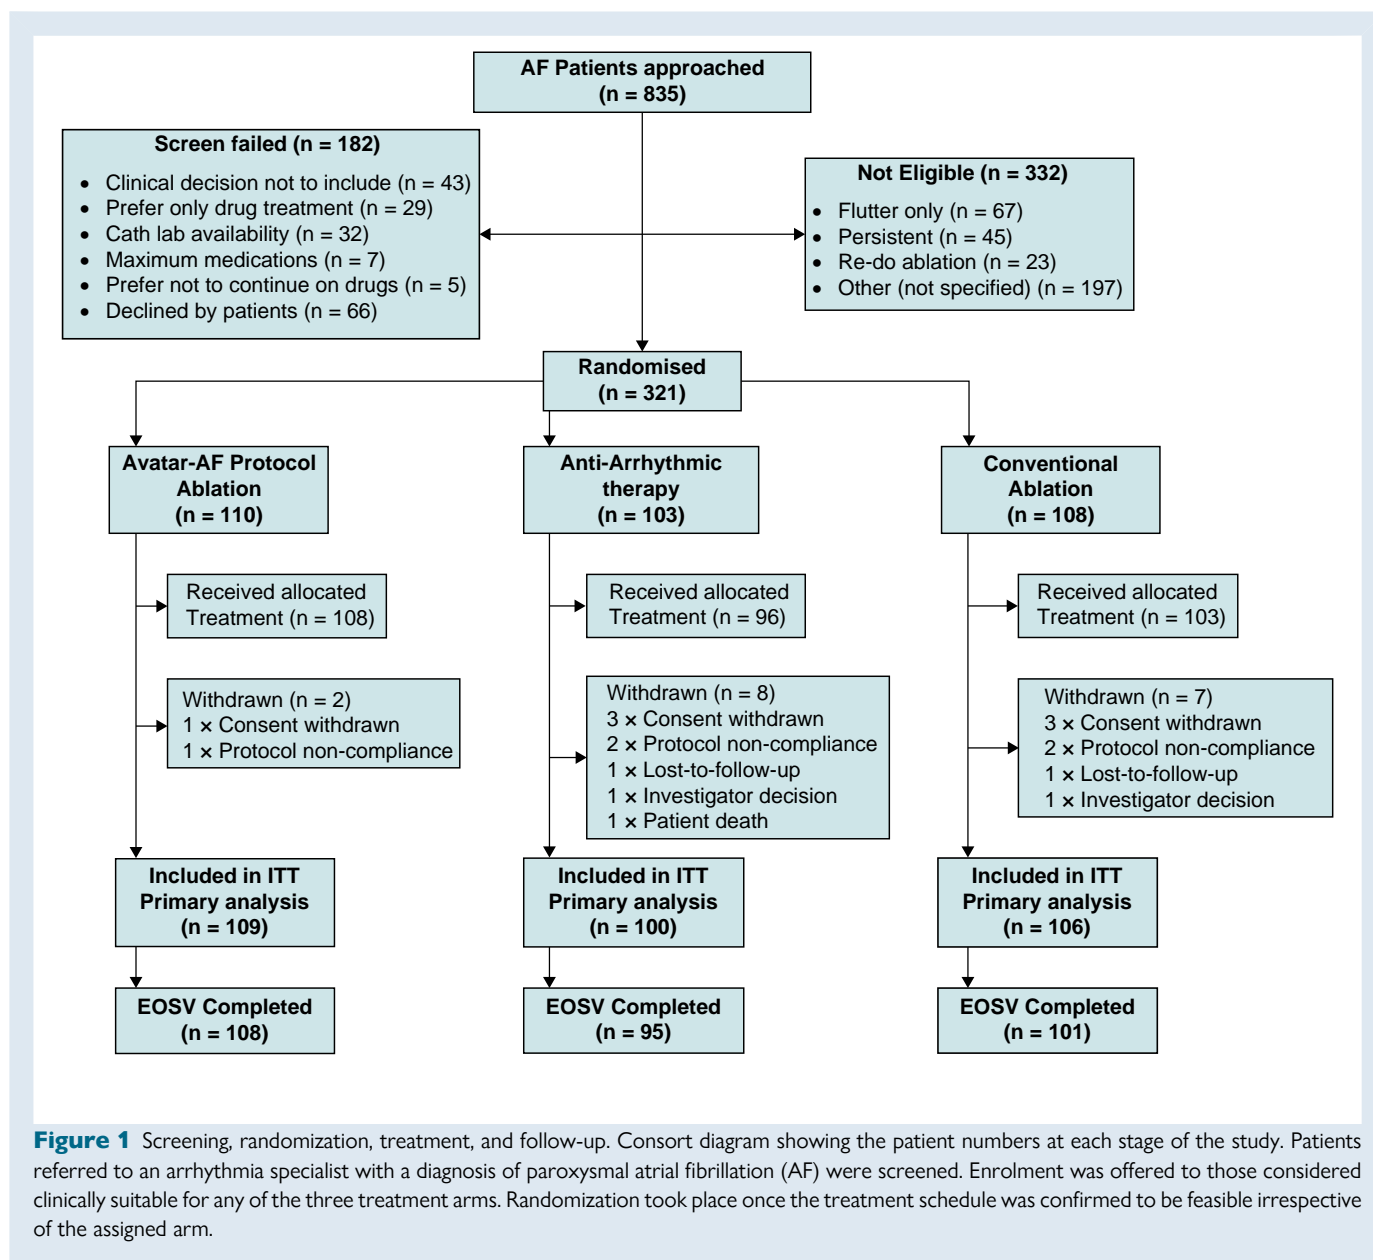 AF Patients approached
(n = 835)
Screen failed (n = 182)
• Clinical decision not to include (n = 43)
• Prefer only drug treatment (n = 29)
• Cath lab availability (n = 32)
• Maximum medications (n = 7)
• Prefer not to continue on drugs (n = 5)
• Declined by patients (n = 66)
Not Eligible (n = 332)
• Flutter only (n = 67)
• Persistent (n = 45)
• Re-do ablation (n = 23)
• Other (not specified) (n = 197)
Randomised
(n = 321)
Avatar-AF Protocol
Ablation
(n = 110)
Anti-Arrhythmic
therapy
(n = 103)
Conventional
Ablation
(n = 108)
Received allocated
Treatment (n = 108)
Received allocated
Treatment (n = 96)
Received allocated
Treatment (n = 103)
Withdrawn (n = 2)
1 × Consent withdrawn
1 × Protocol non-compliance
Withdrawn (n = 8)
3 × Consent withdrawn
2 × Protocol non-compliance
1 × Lost-to-follow-up
1 × Investigator decision
1 × Patient death
Withdrawn (n = 7)
3 × Consent withdrawn
2 × Protocol non-compliance
1 × Lost-to-follow-up
1 × Investigator decision
Included in ITT
Primary analysis
(n = 109)
Included in ITT
Primary analysis
(n = 100)
Included in ITT
Primary analysis
(n = 106)
EOSV Completed
(n = 108)
EOSV Completed
(n = 95)
EOSV Completed
(n = 101)
Figure 1 Screening, randomization, treatment, and follow-up. Consort diagram showing the patient numbers at each stage of the study. Patients
referred to an arrhythmia specialist with a diagnosis of paroxysmal atrial fibrillation (AF) were screened. Enrolment was offered to those considered
clinically suitable for any of the three treatment arms. Randomization took place once the treatment schedule was confirmed to be feasible irrespective
of the assigned arm.